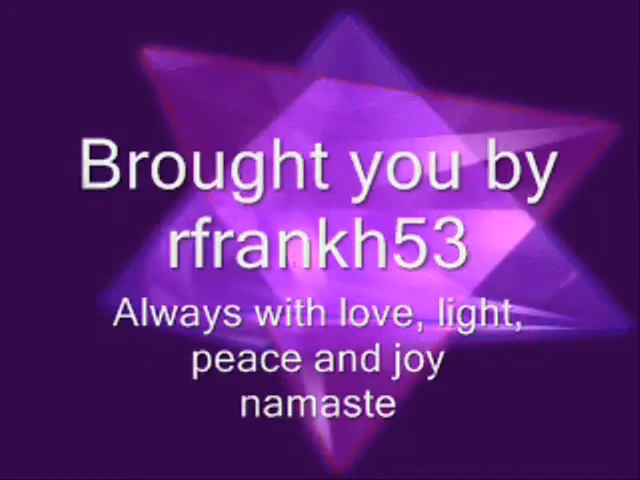 Brought you by
rfrankh53
Always with love, light,
peace and joy
namaste